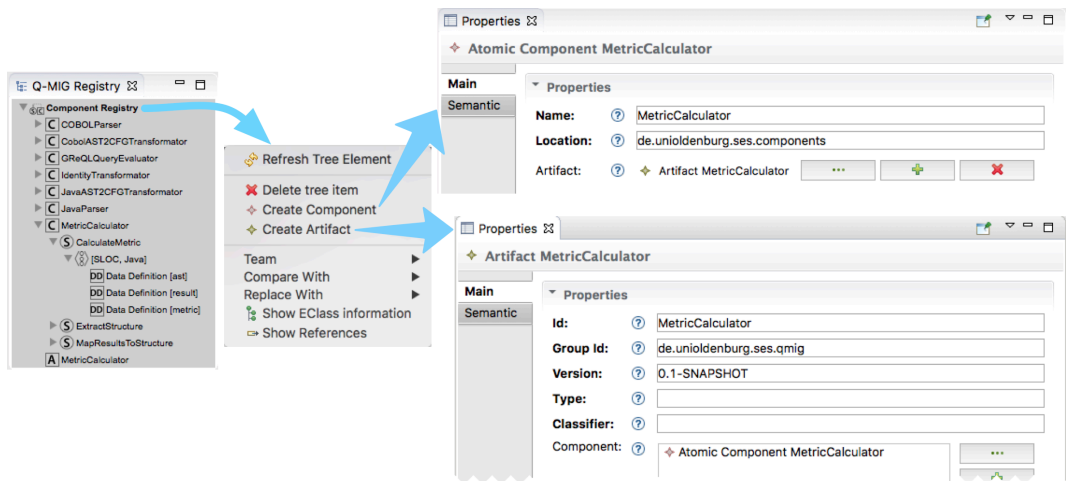 Q-MIG Registry
Component Registry
C COBOLParser
C CobolAST2CFGTransformator
C GReQLQueryEvaluator
C IdentityTransformator
C JavaAST2CFGTransformator
C JavaParser
C MetricCalculator
S CalculateMetric
[SLOC, Java]
DD Data Definition [ast]
DD Data Definition [result]
DD Data Definition [metric]
S ExtractStructure
S MapResultsToStructure
A MetricCalculator
Refresh Tree Element
Delete tree item
Create Component
Create Artifact
Team
Compare With
Replace With
Show EClass information
Show References
Properties
Atomic Component MetricCalculator
Main
Semantic
Properties
Name: ? MetricCalculator
Location: ? de.unioldenburg.ses.components
Artifact: ? Artifact MetricCalculator ...
Properties
Artifact MetricCalculator
Main
Semantic
Properties
Id: ? MetricCalculator
Group Id: ? de.unioldenburg.ses.qmig
Version: ? 0.1-SNAPSHOT
Type: ?
Classifier: ?
Component: ? Atomic Component MetricCalculator ...